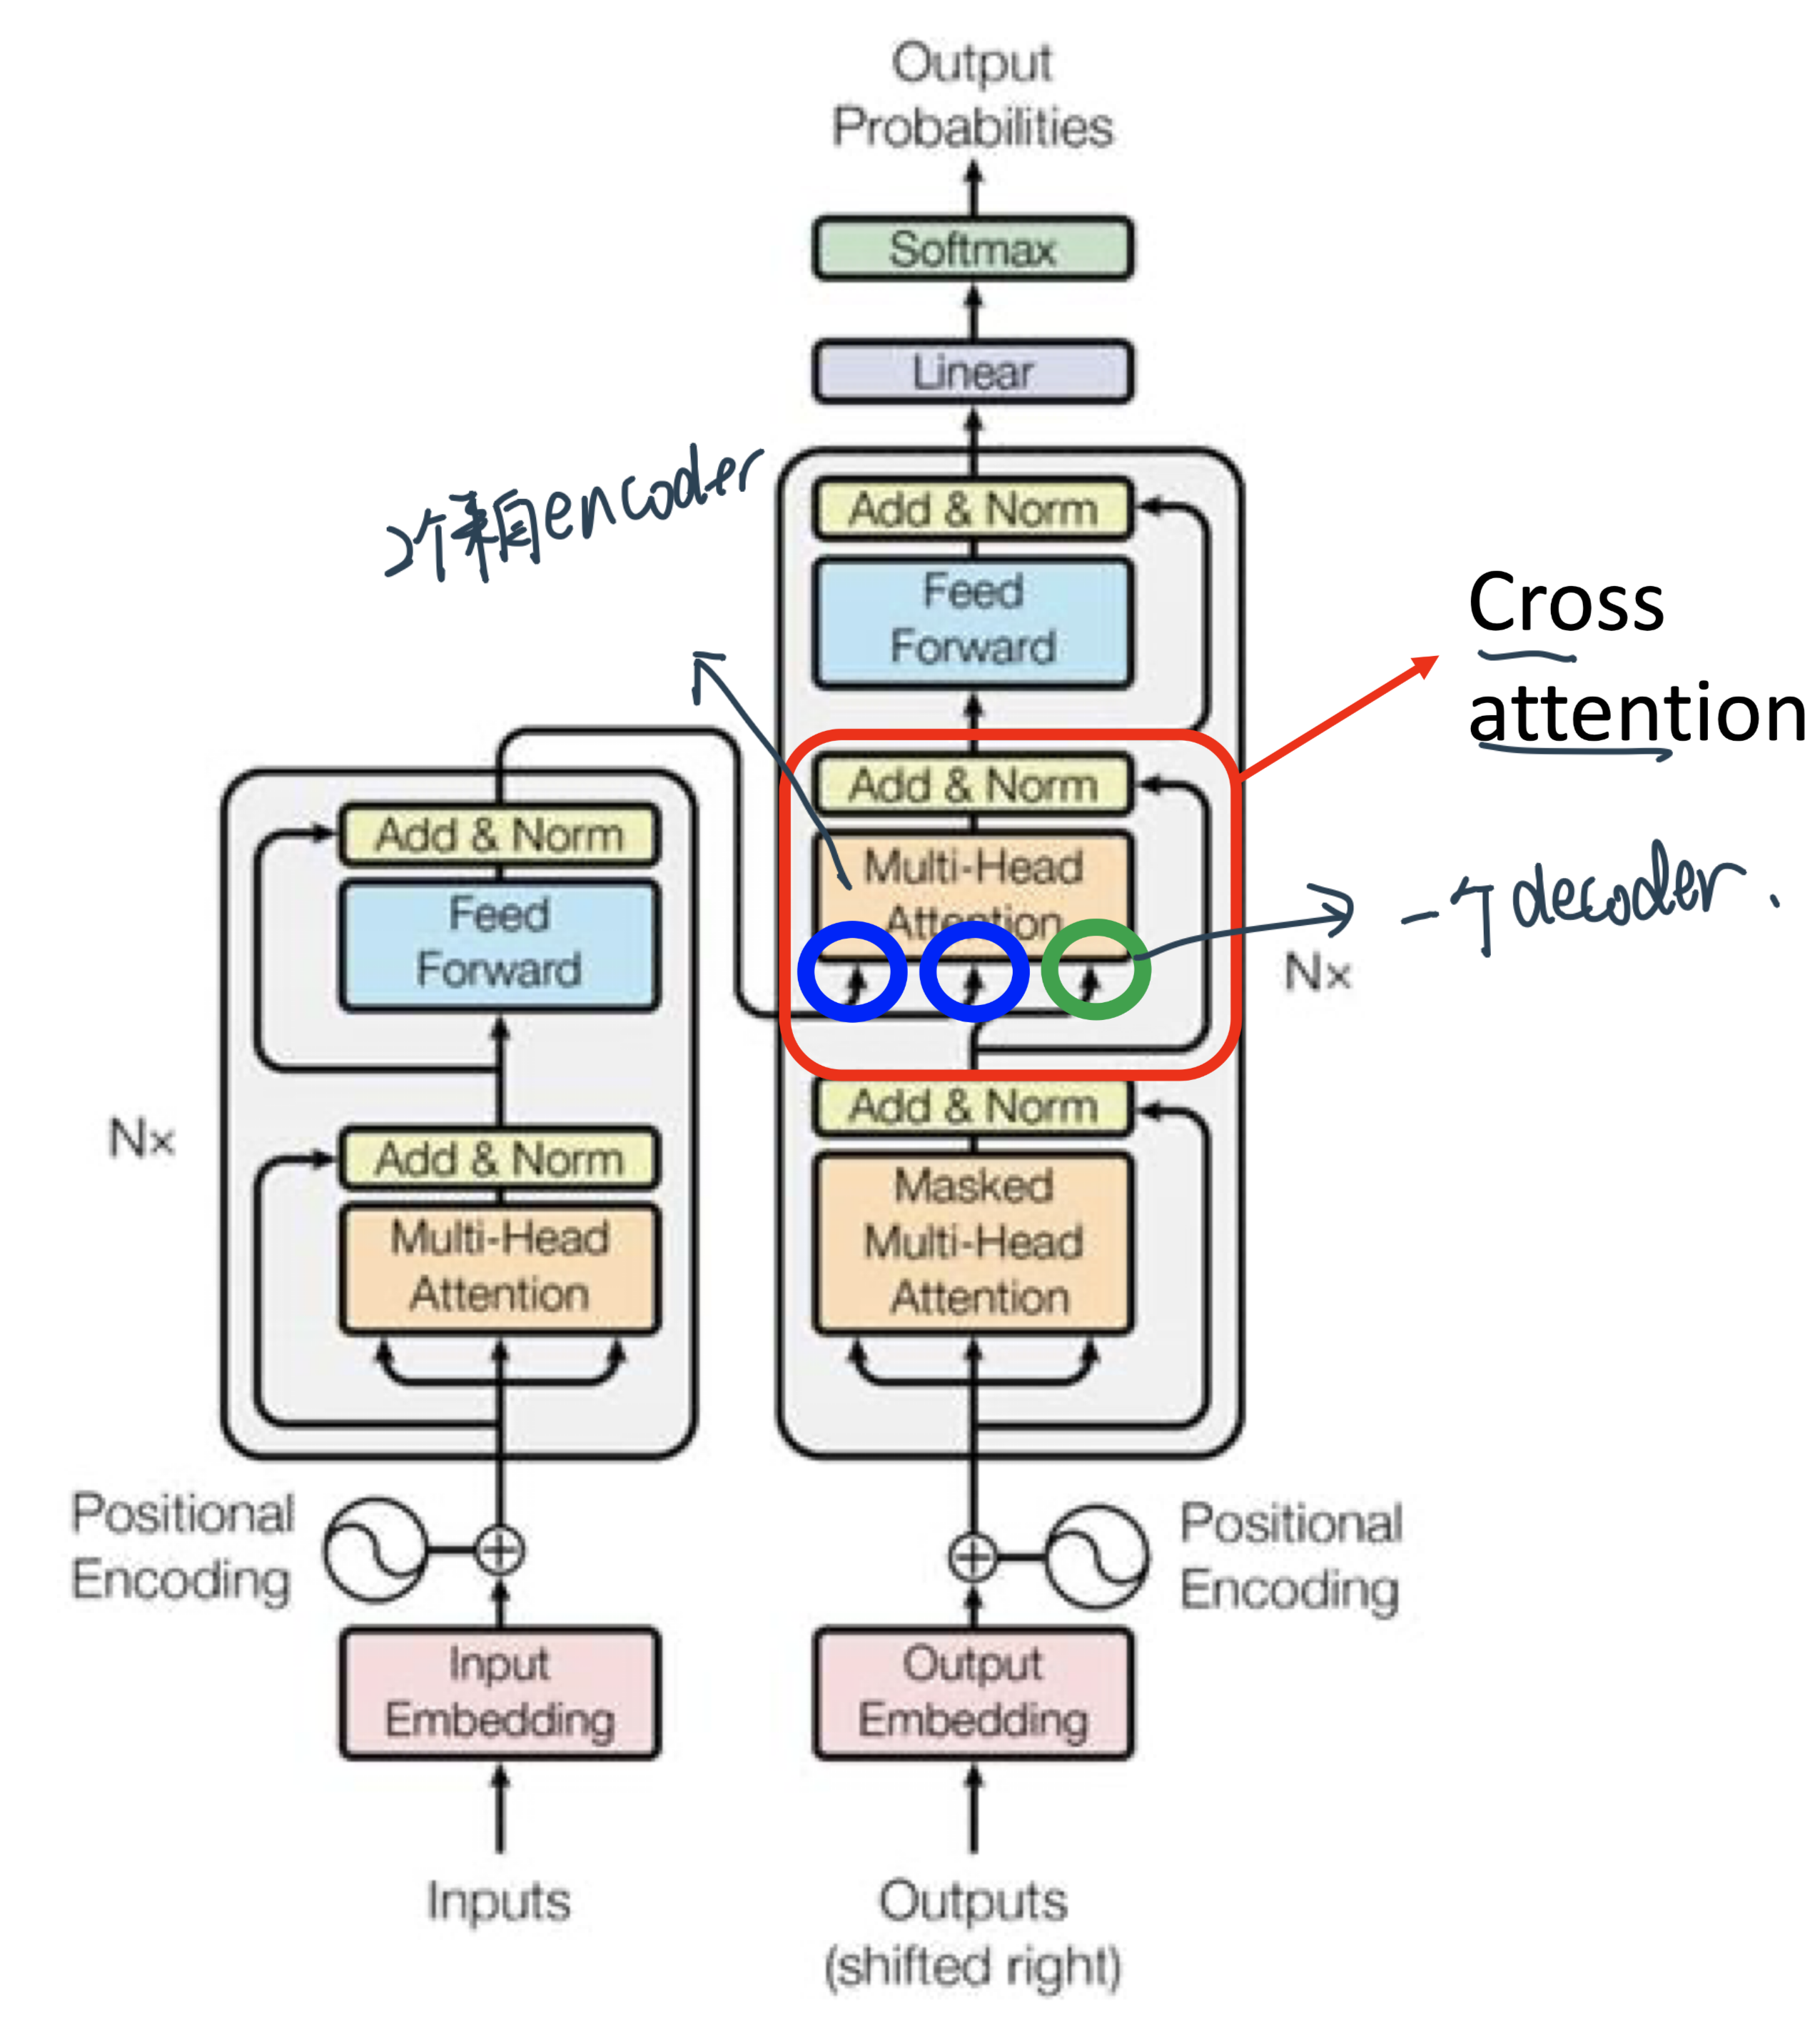 Output
Probabilities
Softmax
Linear
2个来自encoder
Add & Norm
Feed
Forward
Cross
attention
Add & Norm
Multi-Head
Attention
一个decoder.
Nx
Add & Norm
Masked
Multi-Head
Attention
Add & Norm
Feed
Forward
Nx
Add & Norm
Multi-Head
Attention
Positional
Encoding
Positional
Encoding
Input
Embedding
Output
Embedding
Inputs
Outputs
(shifted right)